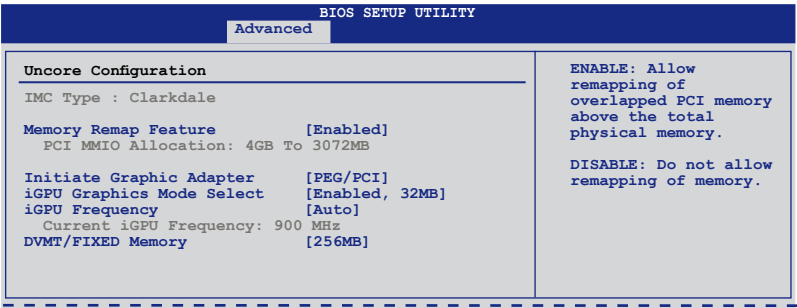 BIOS SETUP UTILITY
Advanced
Uncore Configuration
IMC Type : Clarkdale
Memory Remap Feature [Enabled]
PCI MMIO Allocation: 4GB To 3072MB
Initiate Graphic Adapter [PEG/PCI]
iGPU Graphics Mode Select [Enabled, 32MB]
iGPU Frequency [Auto]
Current iGPU Frequency: 900 MHz
DVMT/FIXED Memory [256MB]
ENABLE: Allow
remapping of
overlapped PCI memory
above the total
physical memory.
DISABLE: Do not allow
remapping of memory.